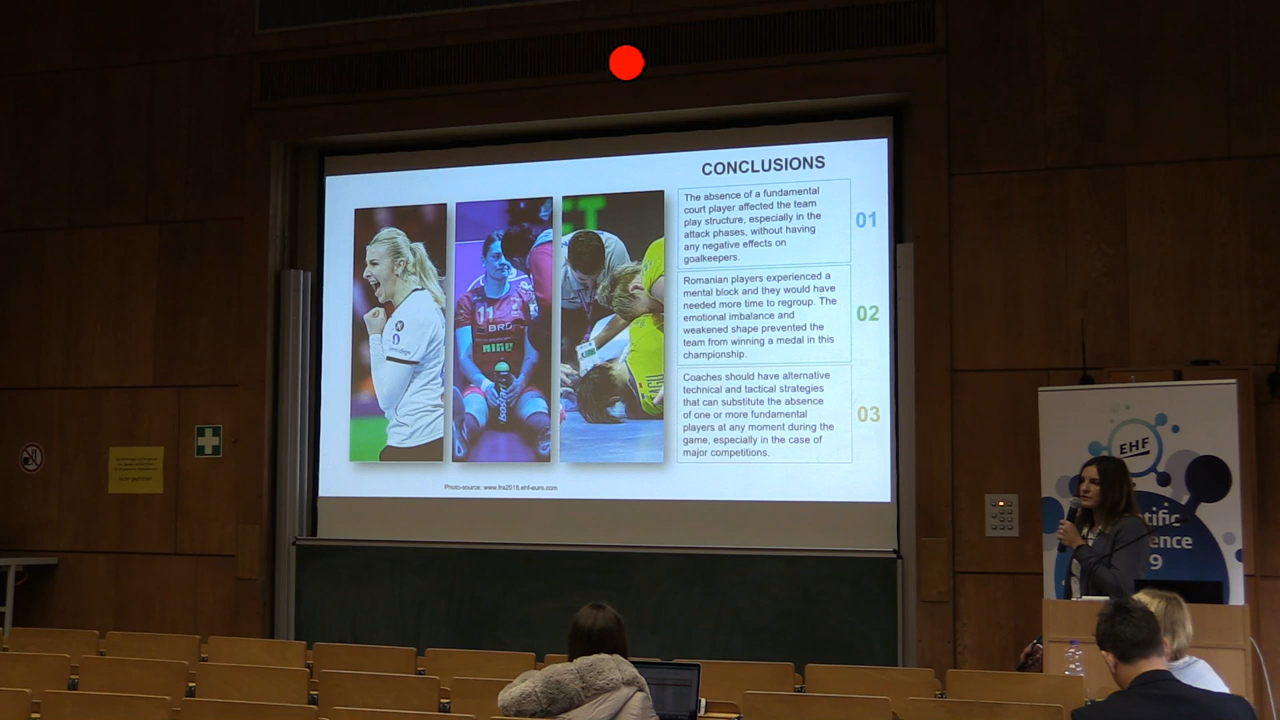 CONCLUSIONS
The absence of a fundamental
court player affected the team
play structure, especially in the
attack phases, without having
any negative effects on
goalkeepers.
01
Romanian players experienced a
mental block and they would have
needed more time to regroup. The
emotional imbalance and
weakened shape prevented the
team from winning a medal in this
championship.
02
Coaches should have alternative
technical and tactical strategies
that can substitute the absence
of one or more fundamental
players at any moment during the
game, especially in the case of
major competitions.
03
11
BRD
Photo-source: www.fra2018.ehf-euro.com
EHF
tific
ence
9